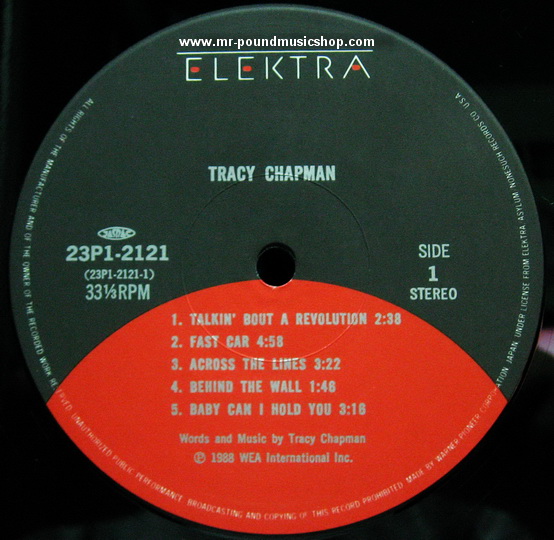 www.mr-poundmusicshop.com
ELEKTRA
TRACY CHAPMAN
JASRAC
23P1-2121
(23P1-2121-1)
33⅓RPM
SIDE
1
STEREO
1. TALKIN' BOUT A REVOLUTION 2:38
2. FAST CAR 4:58
3. ACROSS THE LINES 3:22
4. BEHIND THE WALL 1:46
5. BABY CAN I HOLD YOU 3:16
Words and Music by Tracy Chapman
℗ 1988 WEA International Inc.
ALL RIGHTS OF THE MANUFACTURER AND OF THE OWNER OF THE RECORDED WORK RESERVED. UNAUTHORIZED PUBLIC PERFORMANCE, BROADCASTING AND COPYING OF THIS RECORD PROHIBITED. MADE BY WARNER-PIONEER CORPORATION JAPAN UNDER LICENSE FROM ELEKTRA ASYLUM NONESUCH RECORDS CO. USA